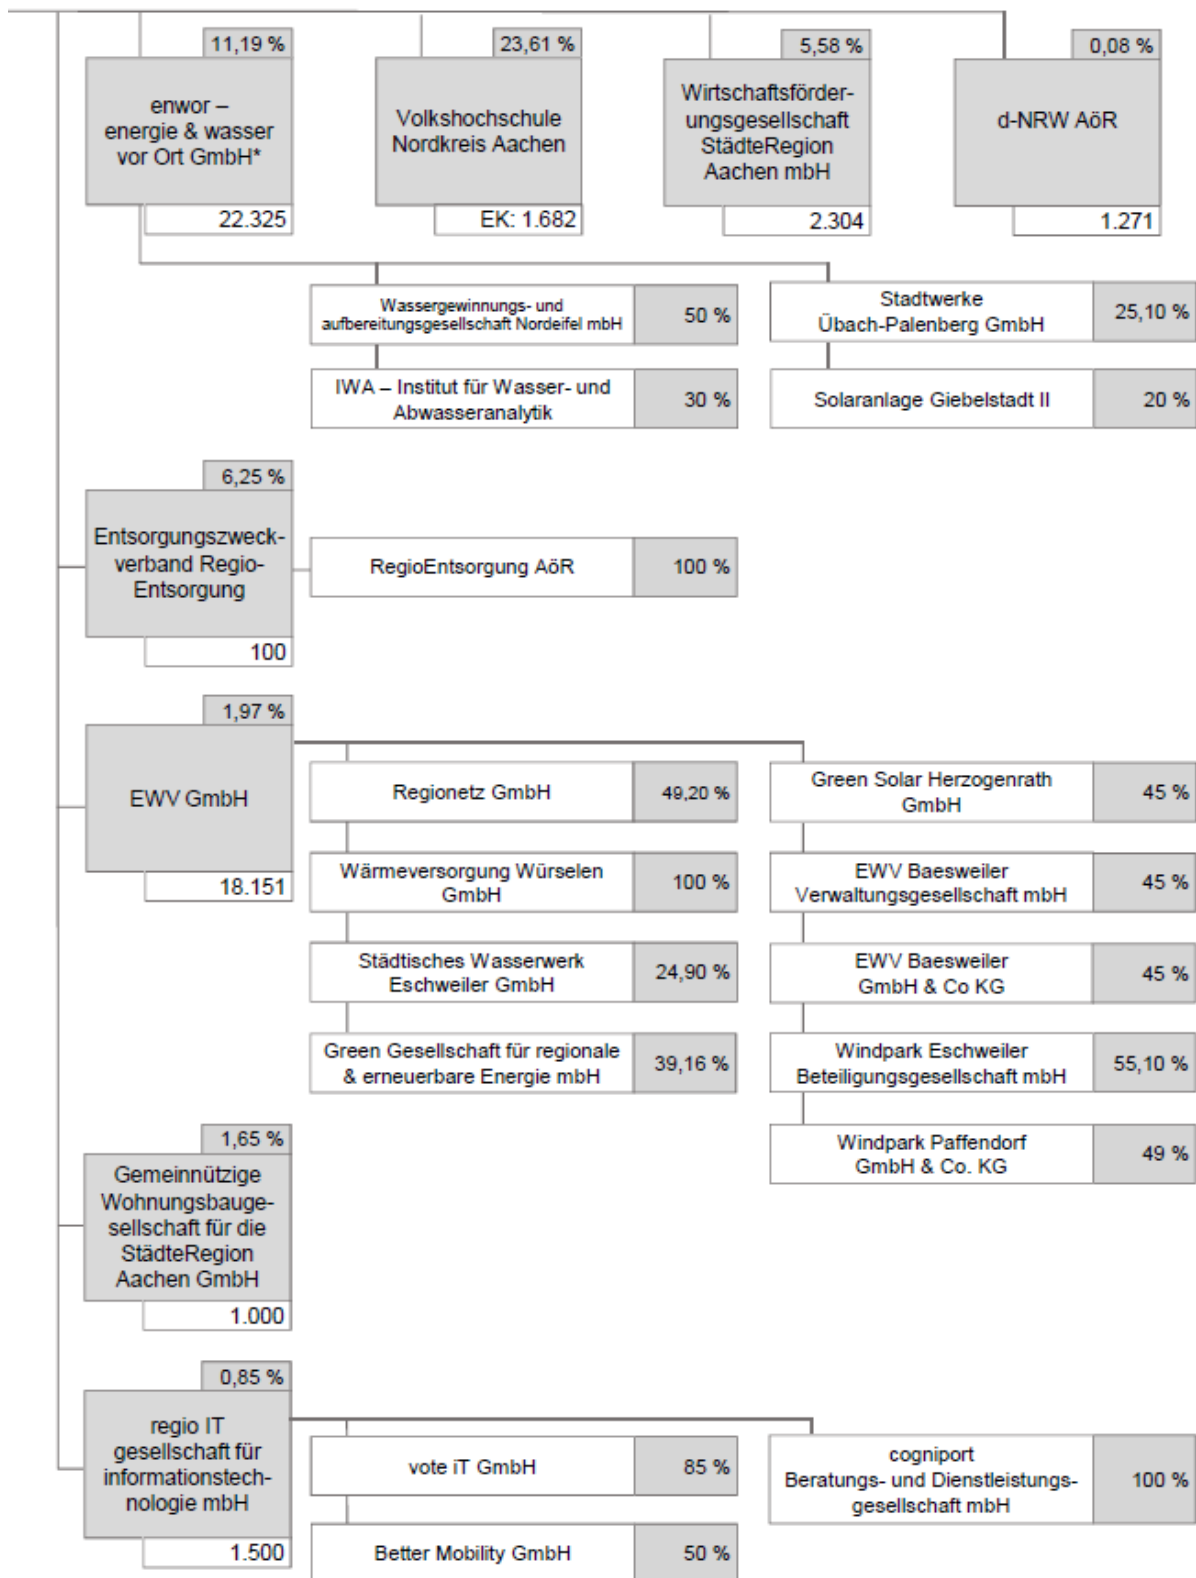 11,19 %
enwor –
energie & wasser
vor Ort GmbH*
22.325
23,61 %
Volkshochschule
Nordkreis Aachen
EK: 1.682
5,58 %
Wirtschaftsförder-
ungsgesellschaft
StädteRegion
Aachen mbH
2.304
0,08 %
d-NRW AöR
1.271
Wassergewinnungs- und
aufbereitungsgesellschaft Nordeifel mbH
50 %
Stadtwerke
Übach-Palenberg GmbH
25,10 %
IWA – Institut für Wasser- und
Abwasseranalytik
30 %
Solaranlage Giebelstadt II
20 %
6,25 %
Entsorgungszweck-
verband Regio-
Entsorgung
100
RegioEntsorgung AöR
100 %
1,97 %
EWV GmbH
18.151
Regionetz GmbH
49,20 %
Green Solar Herzogenrath
GmbH
45 %
Wärmeversorgung Würselen
GmbH
100 %
EWV Baesweiler
Verwaltungsgesellschaft mbH
45 %
Städtisches Wasserwerk
Eschweiler GmbH
24,90 %
EWV Baesweiler
GmbH & Co KG
45 %
Green Gesellschaft für regionale
& erneuerbare Energie mbH
39,16 %
Windpark Eschweiler
Beteiligungsgesellschaft mbH
55,10 %
Windpark Paffendorf
GmbH & Co. KG
49 %
1,65 %
Gemeinnützige
Wohnungsbauge-
sellschaft für die
StädteRegion
Aachen GmbH
1.000
0,85 %
regio IT
gesellschaft für
informationstech-
nologie mbH
1.500
vote iT GmbH
85 %
cogniport
Beratungs- und Dienstleistungs-
gesellschaft mbH
100 %
Better Mobility GmbH
50 %